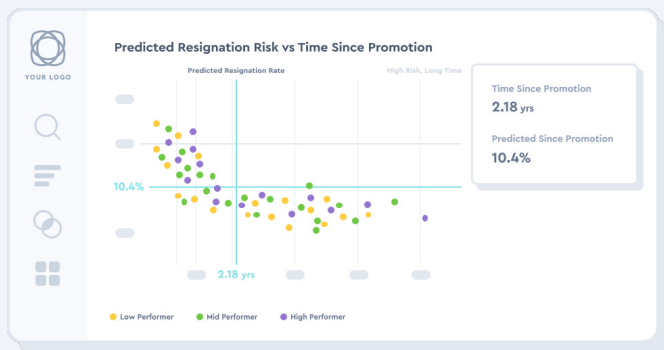 YOUR LOGO
Predicted Resignation Risk vs Time Since Promotion
Predicted Resignation Rate
High Risk, Long Time
10.4%
2.18 yrs
Low Performer
Mid Performer
High Performer
Time Since Promotion
2.18 yrs
Predicted Since Promotion
10.4%